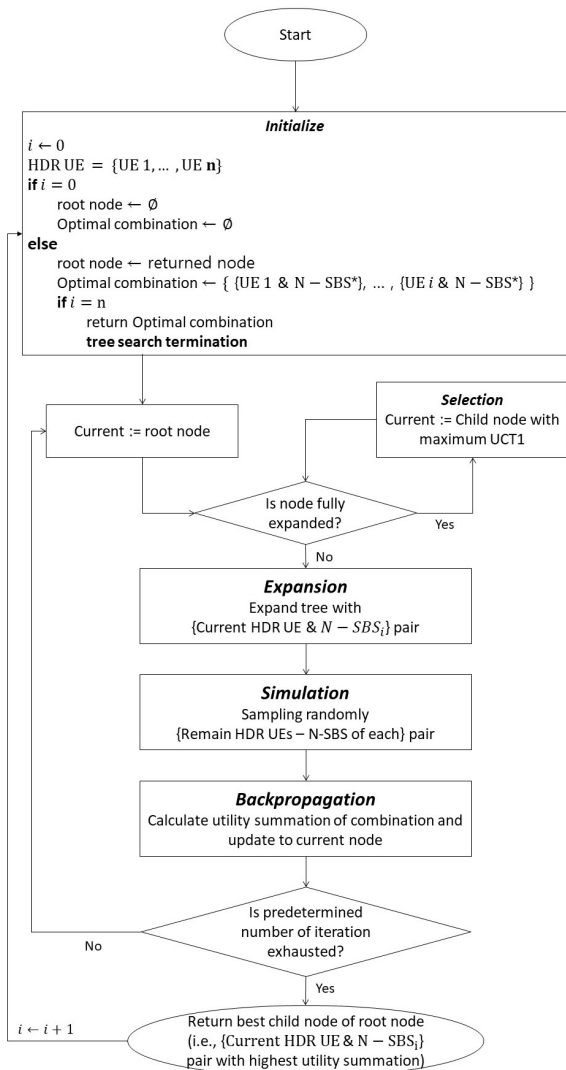 Start
Initialize
i ← 0
HDR UE = {UE 1, … , UE n}
if i = 0
root node ← ∅
Optimal combination ← ∅
else
root node ← returned node
Optimal combination ← { {UE 1 & N − SBS*}, … , {UE i & N − SBS*} }
if i = n
return Optimal combination
tree search termination
Current := root node
Selection
Current := Child node with
maximum UCT1
Is node fully
expanded?
Yes
No
Expansion
Expand tree with
{Current HDR UE & N − SBSᵢ} pair
Simulation
Sampling randomly
{Remain HDR UEs – N-SBS of each} pair
Backpropagation
Calculate utility summation of combination and
update to current node
Is predetermined
number of iteration
exhausted?
No
Yes
i ← i + 1
Return best child node of root node
(i.e., {Current HDR UE & N − SBSᵢ}
pair with highest utility summation)